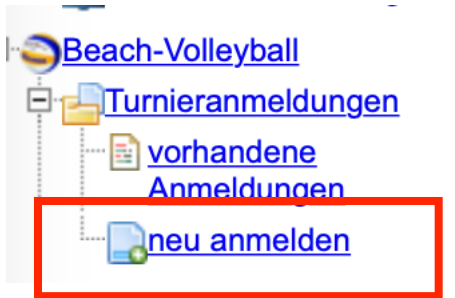 Beach-Volleyball
Turnieranmeldungen
vorhandene
Anmeldungen
neu anmelden